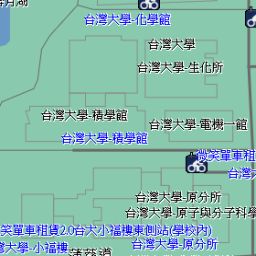 月湖
台灣大學-化學館
台灣大學
台灣大學-生化所
台灣大學-積學館
台灣大學-積學館
台灣大學-電機一館
微笑單車租
台灣大
台灣大學-原分所
台灣大學-原子與分子科學
笑單車租賃2.0台大小福樓東側站(學校內)
台灣大學-原分所
灣大學-小福樓